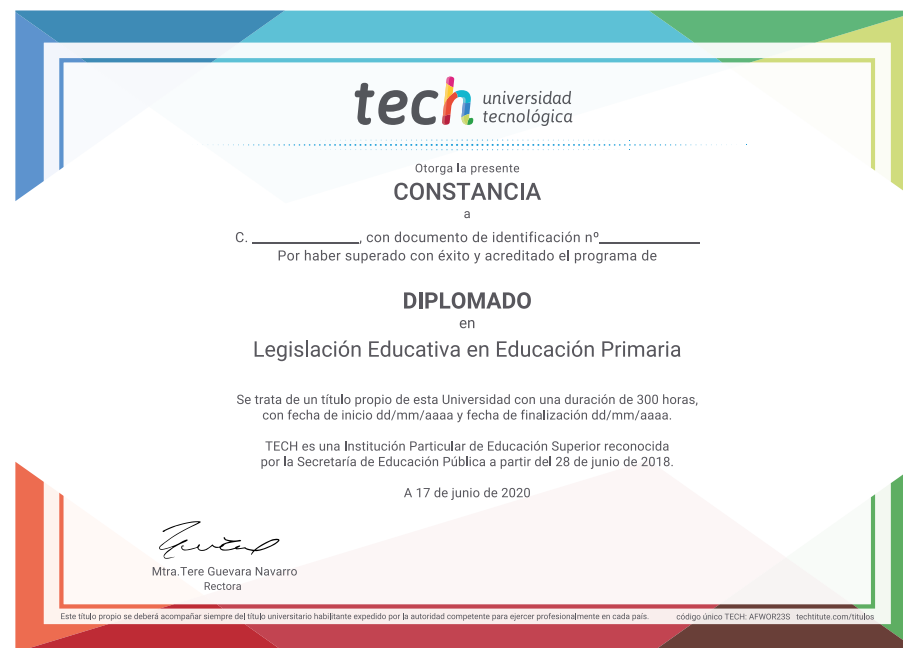 tech universidad
tecnológica
Otorga la presente
CONSTANCIA
a
C. ____________, con documento de identificación nº____________
Por haber superado con éxito y acreditado el programa de
DIPLOMADO
en
Legislación Educativa en Educación Primaria
Se trata de un título propio de esta Universidad con una duración de 300 horas,
con fecha de inicio dd/mm/aaaa y fecha de finalización dd/mm/aaaa.
TECH es una Institución Particular de Educación Superior reconocida
por la Secretaría de Educación Pública a partir del 28 de junio de 2018.
A 17 de junio de 2020
Mtra.Tere Guevara Navarro
Rectora
Este título propio se deberá acompañar siempre del título universitario habilitante expedido por la autoridad competente para ejercer profesionalmente en cada país. código único TECH: AFWOR23S techtitute.com/titulos